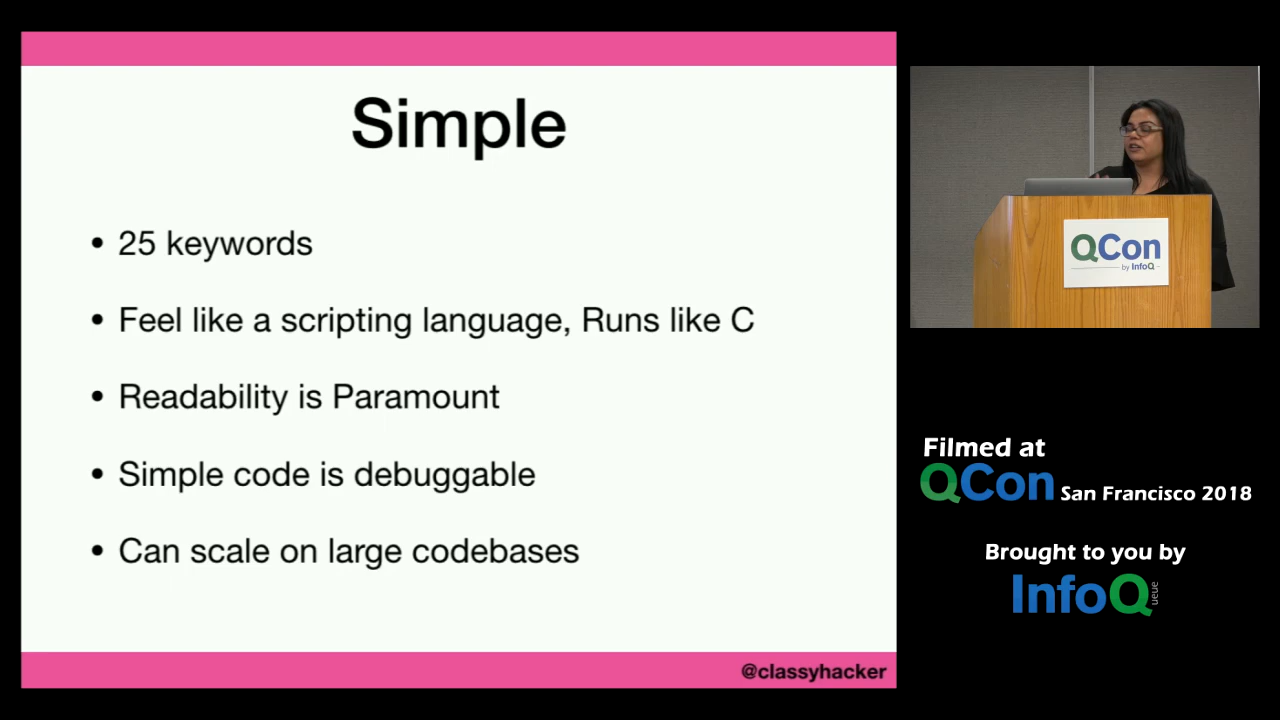 Simple
• 25 keywords
• Feel like a scripting language, Runs like C
• Readability is Paramount
• Simple code is debuggable
• Can scale on large codebases
@classyhacker
QCon
by InfoQ
Filmed at
QCon San Francisco 2018
Brought to you by
InfoQueue